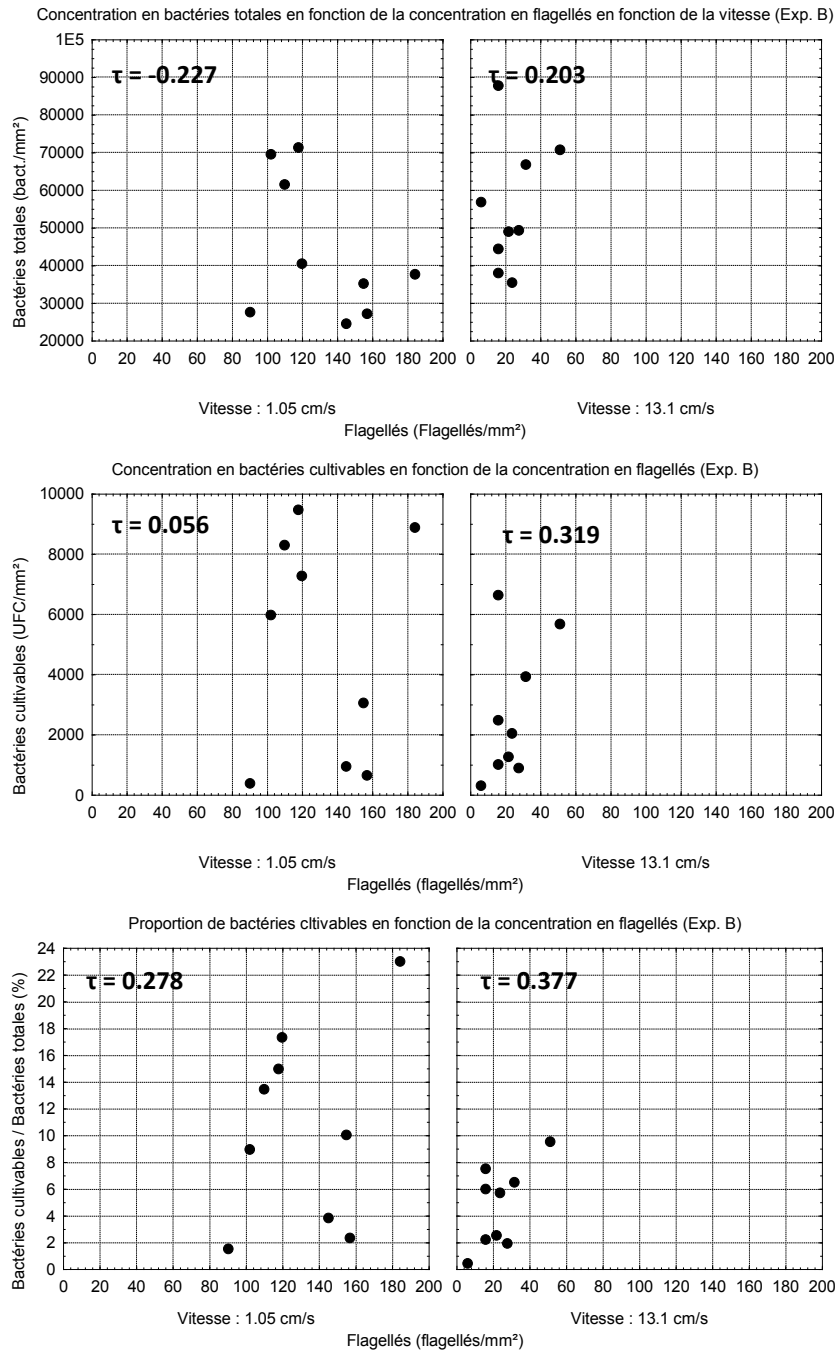 Concentration en bactéries totales en fonction de la concentration en flagellés en fonction de la vitesse (Exp. B)
τ = -0.227
τ = 0.203
Bactéries totales (bact./mm²)
1E5
90000
80000
70000
60000
50000
40000
30000
20000
0 20 40 60 80 100 120 140 160 180 200
0 20 40 60 80 100 120 140 160 180 200
Vitesse : 1.05 cm/s
Vitesse : 13.1 cm/s
Flagellés (Flagellés/mm²)
Concentration en bactéries cultivables en fonction de la concentration en flagellés (Exp. B)
τ = 0.056
τ = 0.319
Bactéries cultivables (UFC/mm²)
10000
8000
6000
4000
2000
0
0 20 40 60 80 100 120 140 160 180 200
0 20 40 60 80 100 120 140 160 180 200
Vitesse : 1.05 cm/s
Vitesse 13.1 cm/s
Flagellés (flagellés/mm²)
Proportion de bactéries cltivables en fonction de la concentration en flagellés (Exp. B)
τ = 0.278
τ = 0.377
Bactéries cultivables / Bactéries totales (%)
24
22
20
18
16
14
12
10
8
6
4
2
0
0 20 40 60 80 100 120 140 160 180 200
0 20 40 60 80 100 120 140 160 180 200
Vitesse : 1.05 cm/s
Vitesse : 13.1 cm/s
Flagellés (flagellés/mm²)